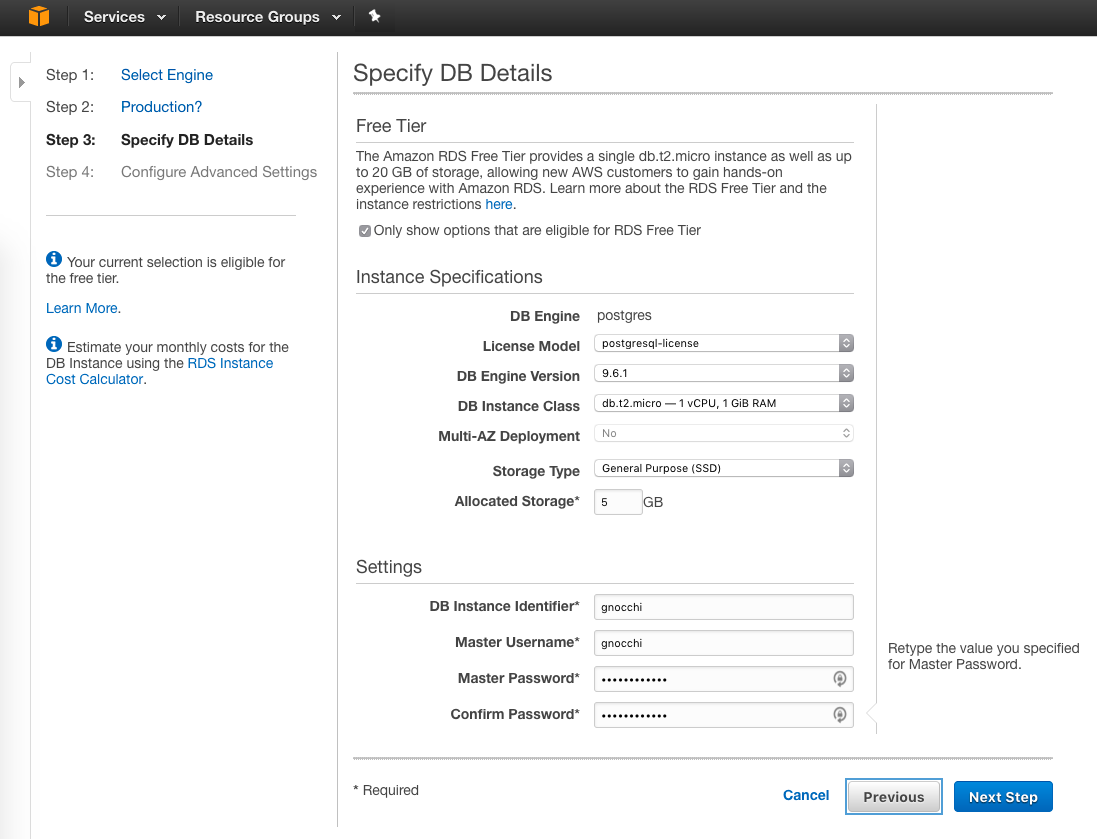 Services
Resource Groups
Step 1: Select Engine
Step 2: Production?
Step 3: Specify DB Details
Step 4: Configure Advanced Settings
Your current selection is eligible for
the free tier.
Learn More.
Estimate your monthly costs for the
DB Instance using the RDS Instance
Cost Calculator.
Specify DB Details
Free Tier
The Amazon RDS Free Tier provides a single db.t2.micro instance as well as up
to 20 GB of storage, allowing new AWS customers to gain hands-on
experience with Amazon RDS. Learn more about the RDS Free Tier and the
instance restrictions here.
Only show options that are eligible for RDS Free Tier
Instance Specifications
DB Engine postgres
License Model postgresql-license
DB Engine Version 9.6.1
DB Instance Class db.t2.micro — 1 vCPU, 1 GiB RAM
Multi-AZ Deployment No
Storage Type General Purpose (SSD)
Allocated Storage* 5 GB
Settings
DB Instance Identifier* gnocchi
Master Username* gnocchi
Master Password* ••••••••••••
Confirm Password* ••••••••••••
Retype the value you specified
for Master Password.
* Required
Cancel
Previous
Next Step